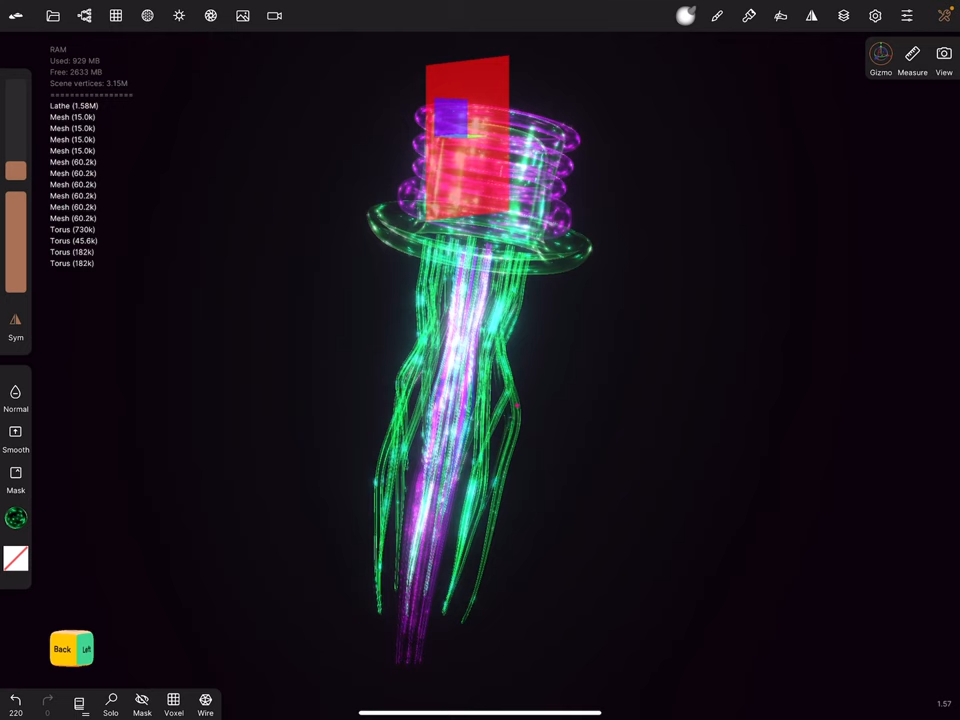 RAM
Used: 929 MB
Free: 2633 MB
Scene vertices: 3.15M
=================
Lathe (1.58M)
Mesh (15.0k)
Mesh (15.0k)
Mesh (15.0k)
Mesh (15.0k)
Mesh (60.2k)
Mesh (60.2k)
Mesh (60.2k)
Mesh (60.2k)
Mesh (60.2k)
Mesh (60.2k)
Torus (730k)
Torus (45.6k)
Torus (182k)
Torus (182k)
Gizmo
Measure
View
Sym
Normal
Smooth
Mask
Back
Left
220
0
Solo
Mask
Voxel
Wire
1.57